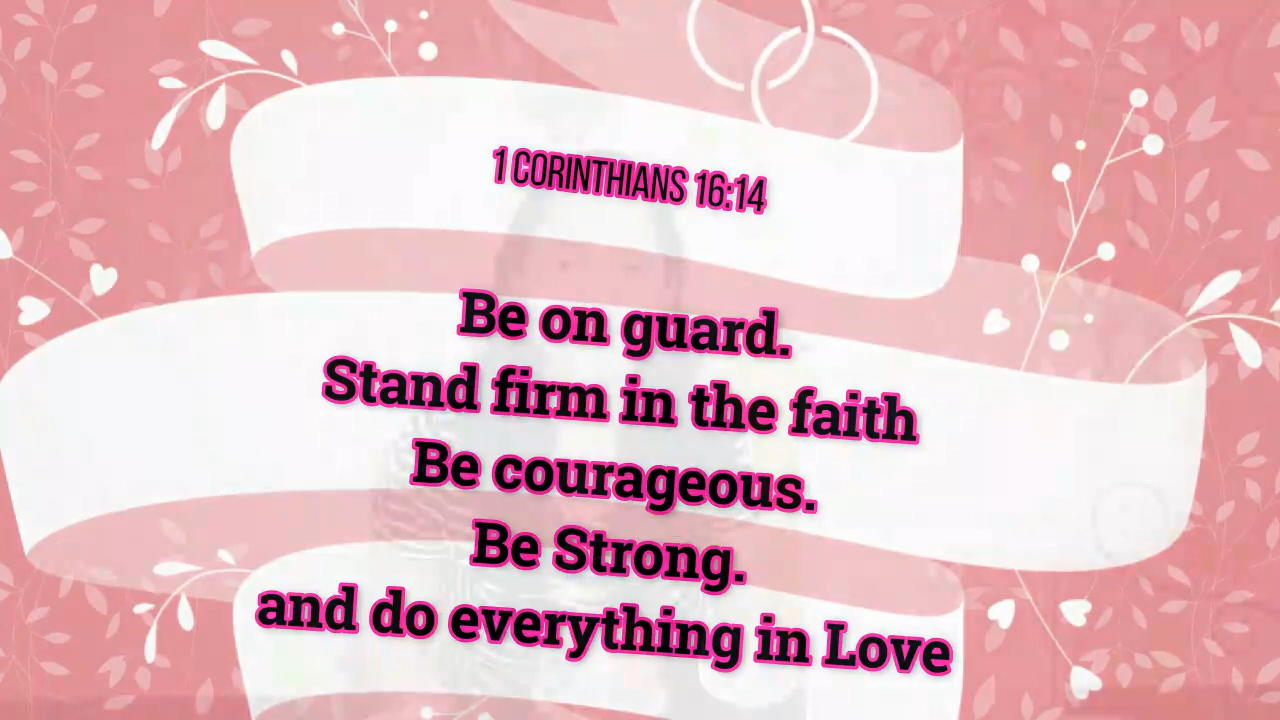 1 CORINTHIANS 16:14
Be on guard.
Stand firm in the faith
Be courageous.
Be Strong.
and do everything in Love